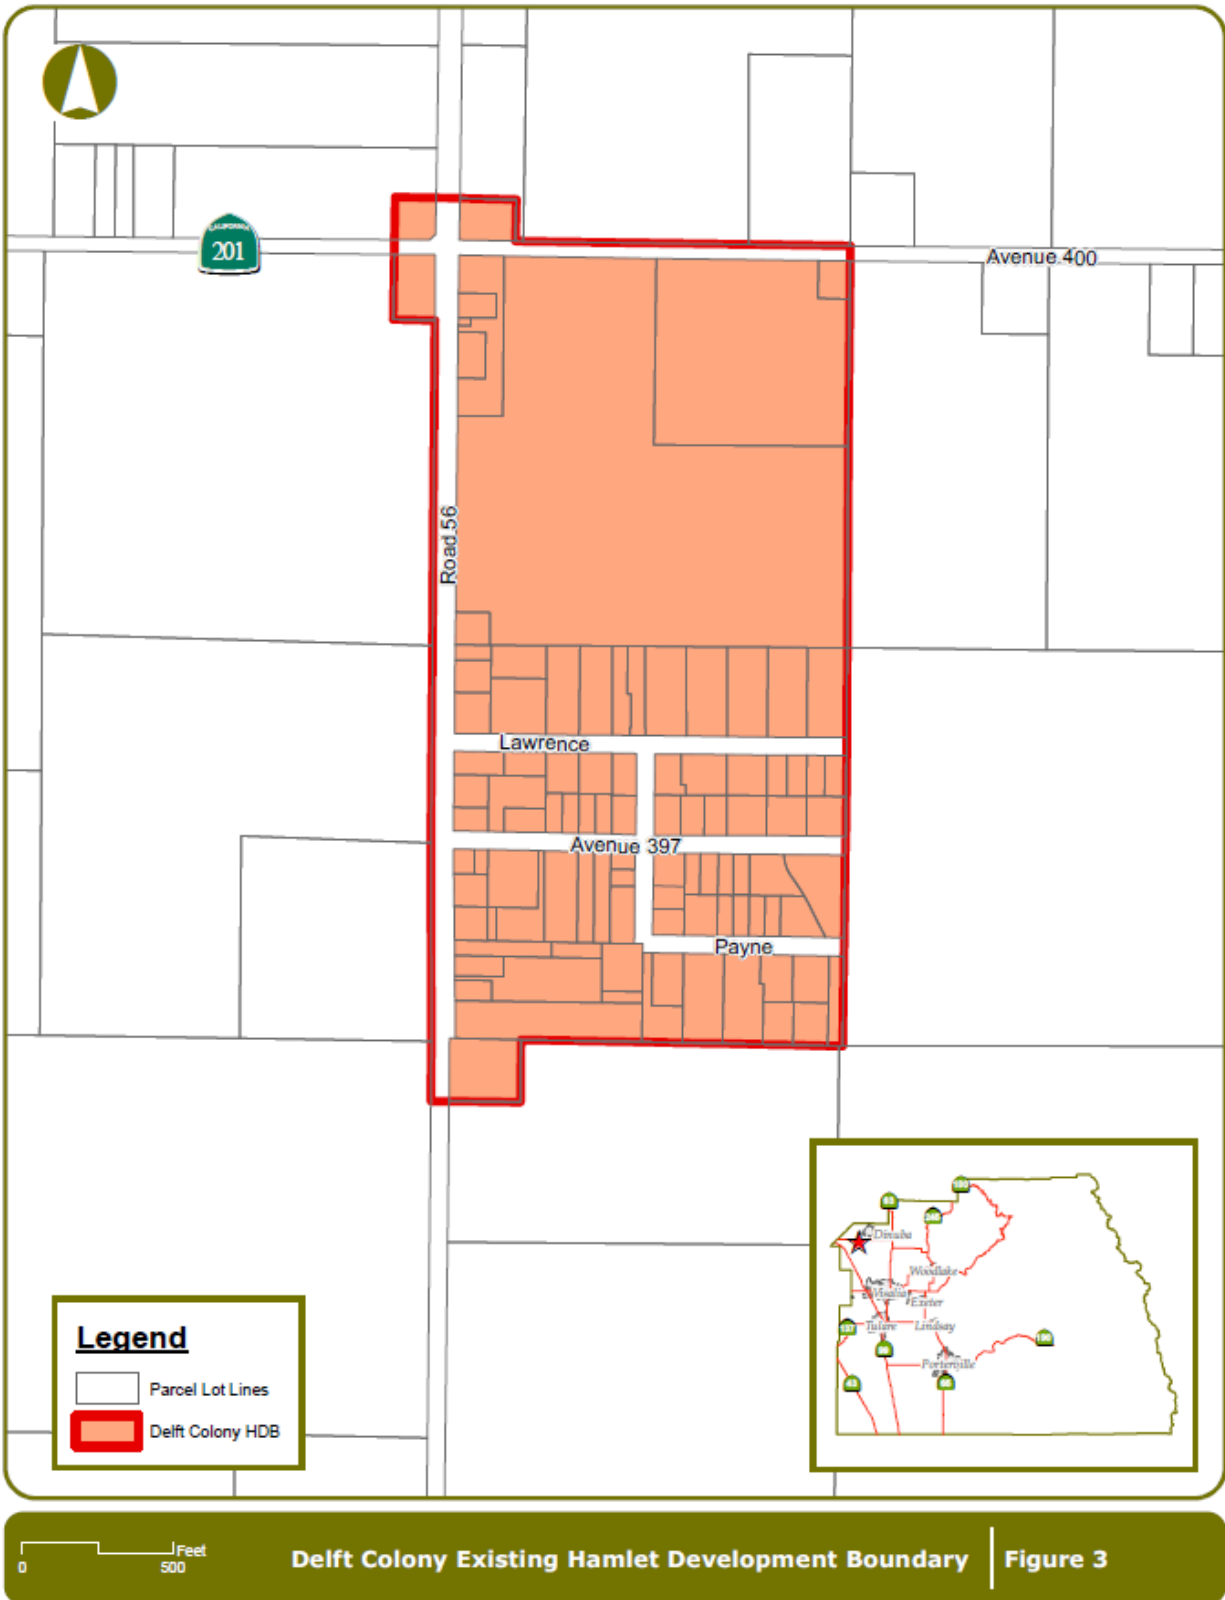 CALIFORNIA
201
Avenue 400
Road 56
Lawrence
Avenue 397
Payne
Dinuba
Woodlake
Visalia
Exeter
Tulare
Lindsay
Porterville
Legend
Parcel Lot Lines
Delft Colony HDB
Feet
0 500
Delft Colony Existing Hamlet Development Boundary
Figure 3